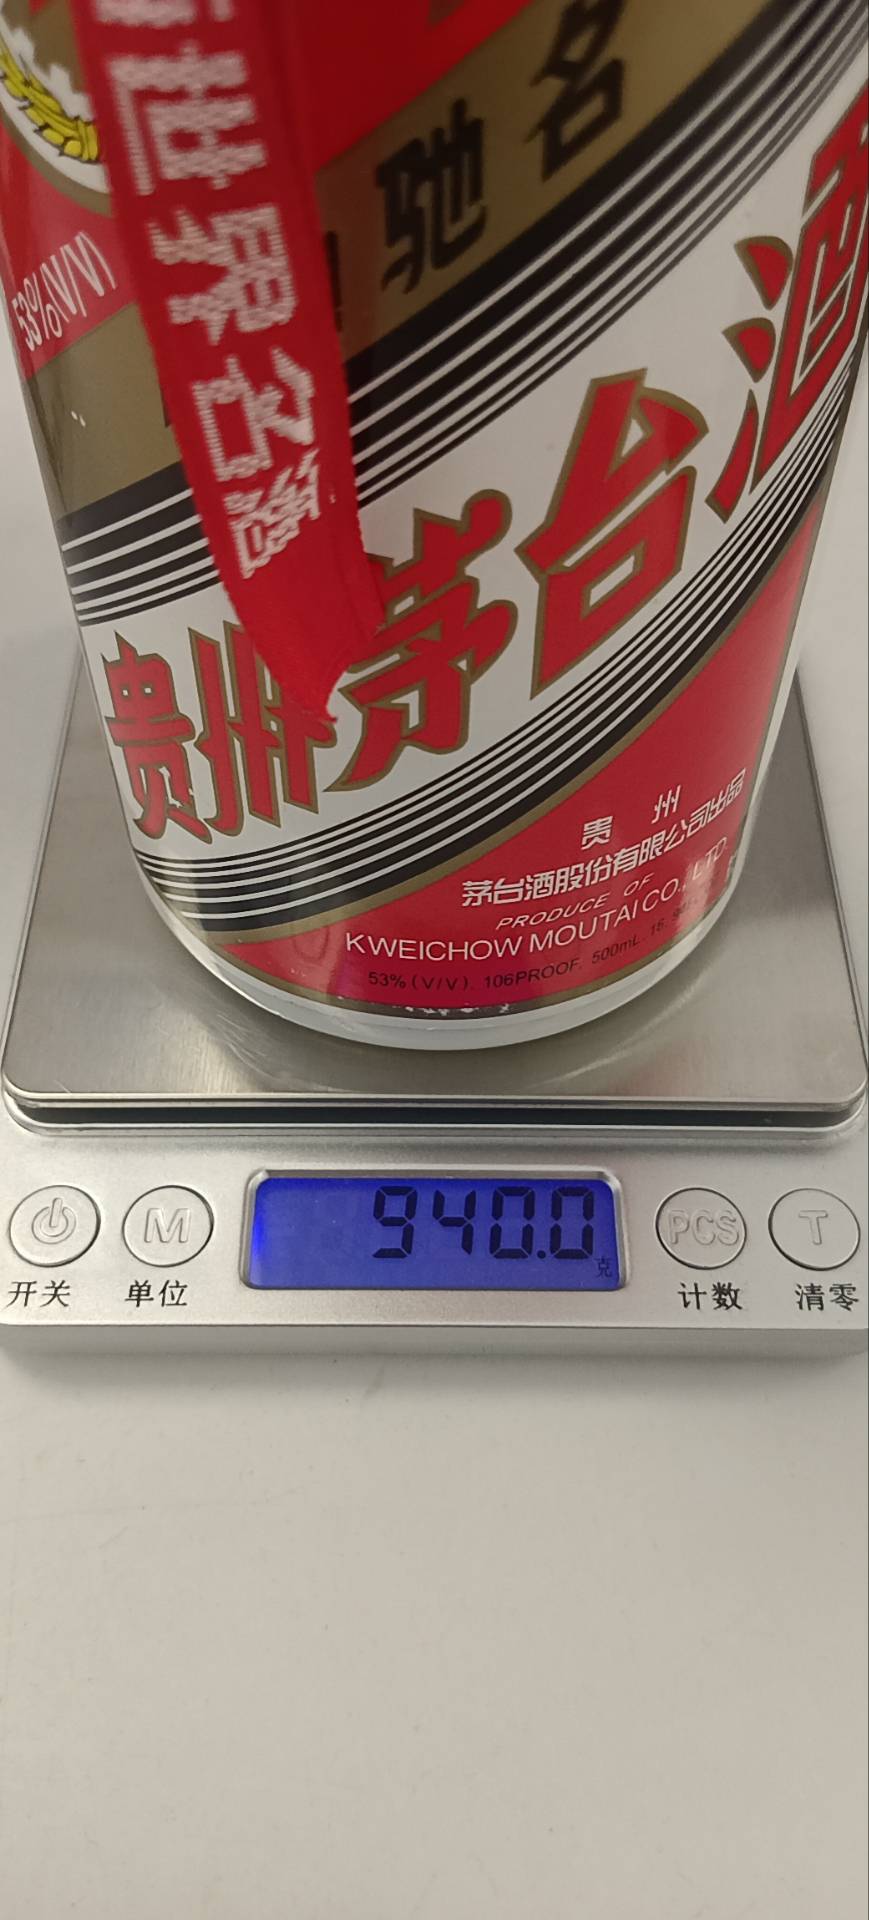 世界名酒
驰名
53%(V/V)
贵州茅台酒
贵州
茅台酒股份有限公司出品
PRODUCE OF
KWEICHOW MOUTAI CO., LTD
53% (V/V). 106PROOF. 500mL.
940.0
克
M
PCS
T
开关
单位
计数
清零